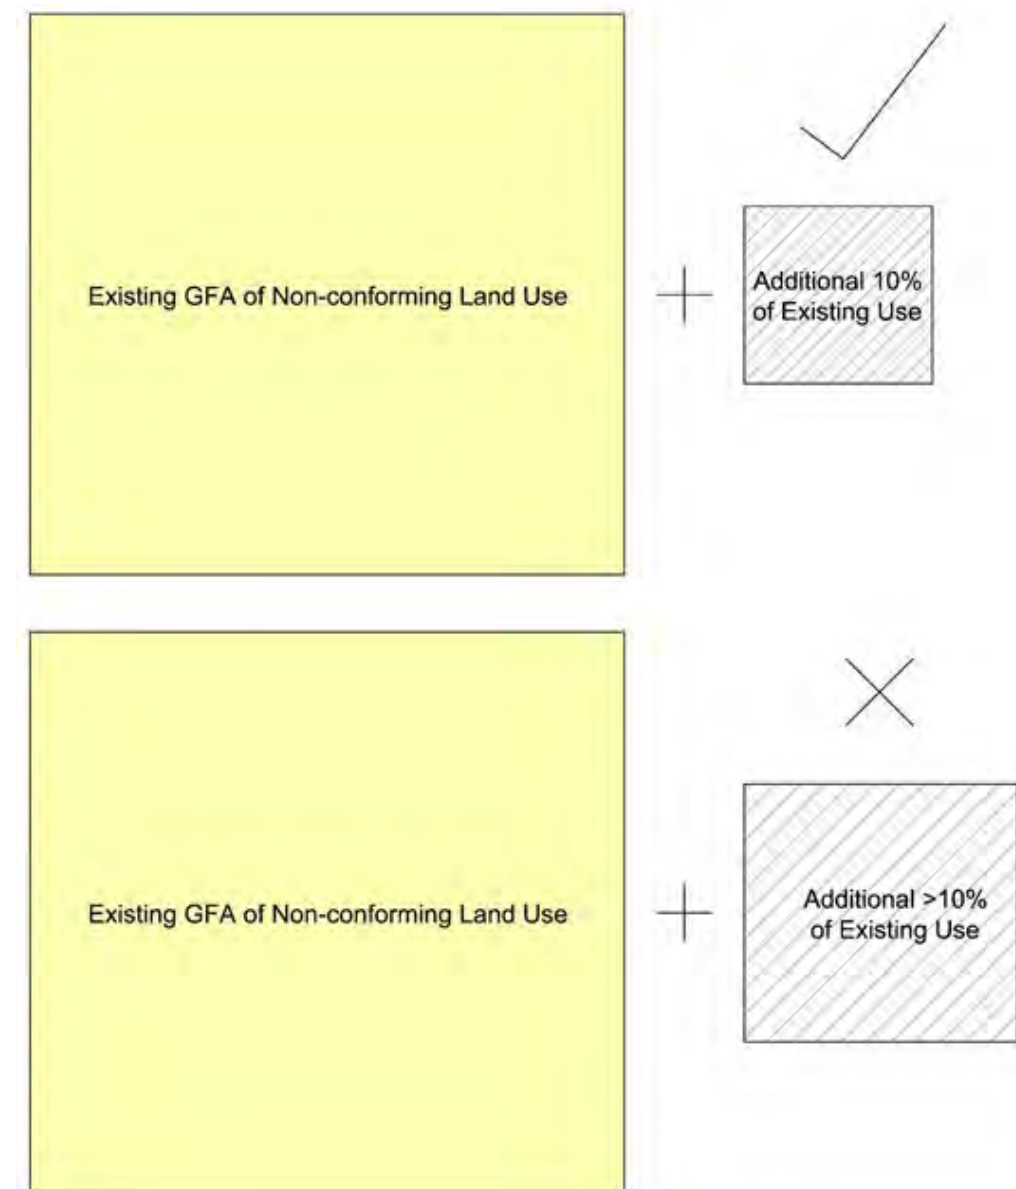 Existing GFA of Non-conforming Land Use
Additional 10%
of Existing Use
Existing GFA of Non-conforming Land Use
Additional >10%
of Existing Use